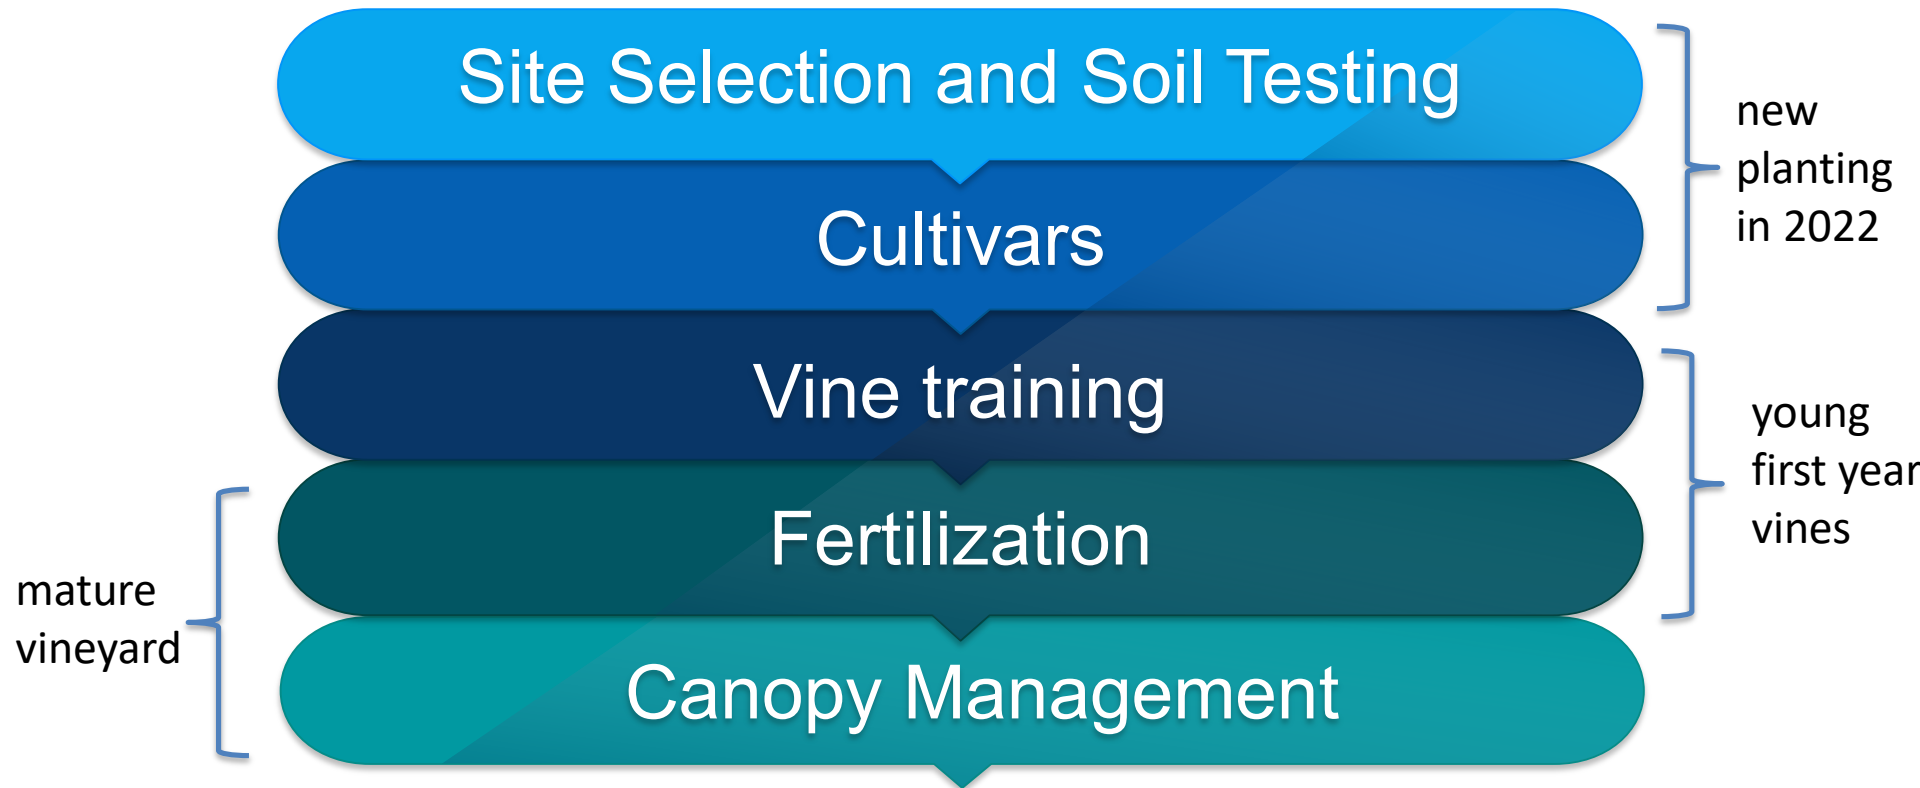 Site Selection and Soil Testing
Cultivars
Vine training
Fertilization
Canopy Management
new
planting
in 2022
young
first year
vines
mature
vineyard